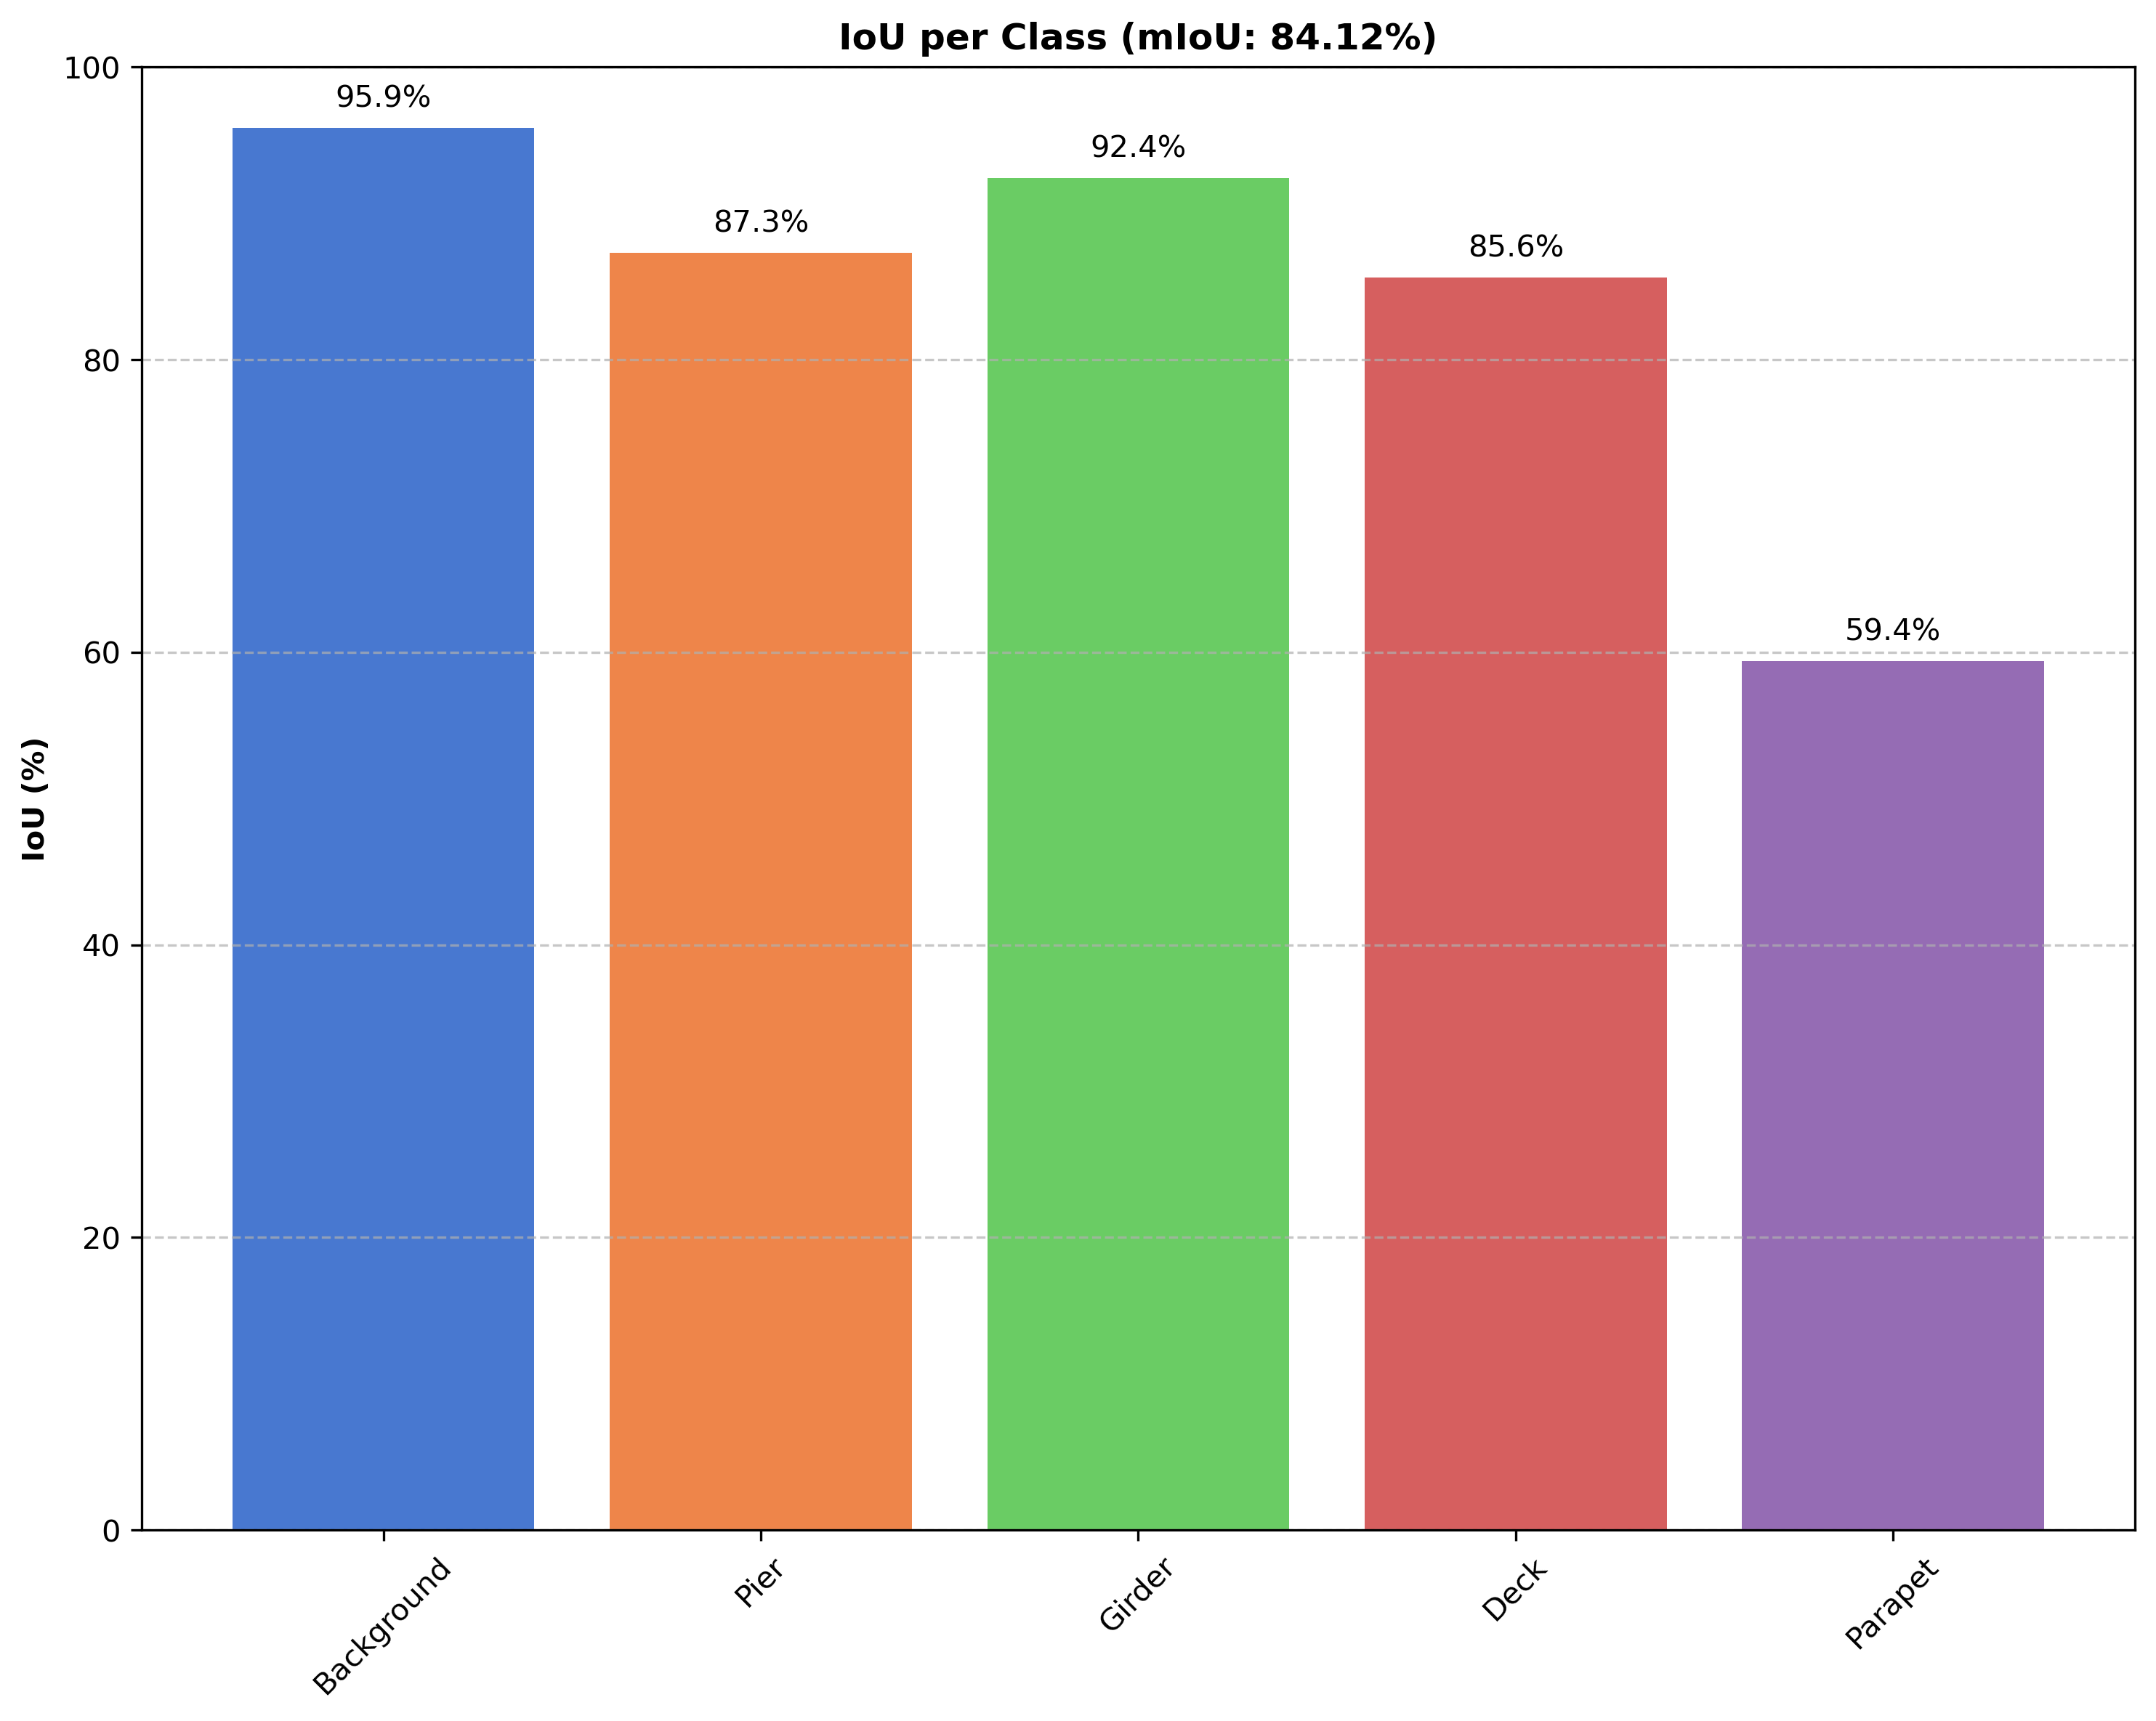 IoU per Class (mIoU: 84.12%)
100
95.9%
92.4%
87.3%
85.6%
80
59.4%
60
IoU (%)
40
20
0
Background
Pier
Girder
Deck
Parapet